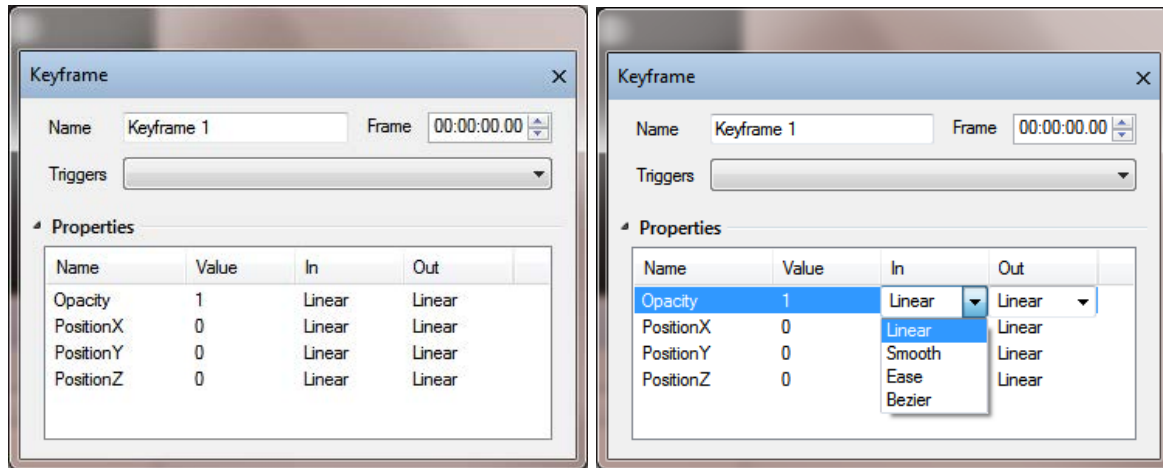 Keyframe
Name Keyframe 1 Frame 00:00:00.00
Triggers
Properties
Name Value In Out
Opacity 1 Linear Linear
PositionX 0 Linear Linear
PositionY 0 Linear Linear
PositionZ 0 Linear Linear
Keyframe
Name Keyframe 1 Frame 00:00:00.00
Triggers
Properties
Name Value In Out
Opacity 1 Linear Linear
PositionX 0 Linear Linear
PositionY 0 Smooth Linear
PositionZ 0 Ease Linear
Bezier